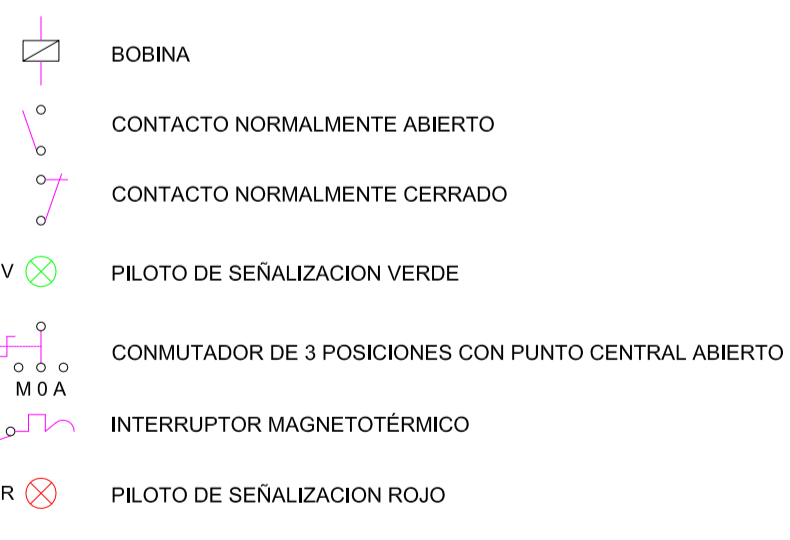 BOBINA
CONTACTO NORMALMENTE ABIERTO
CONTACTO NORMALMENTE CERRADO
V PILOTO DE SEÑALIZACION VERDE
CONMUTADOR DE 3 POSICIONES CON PUNTO CENTRAL ABIERTO
M 0 A
INTERRUPTOR MAGNETOTÉRMICO
R PILOTO DE SEÑALIZACION ROJO